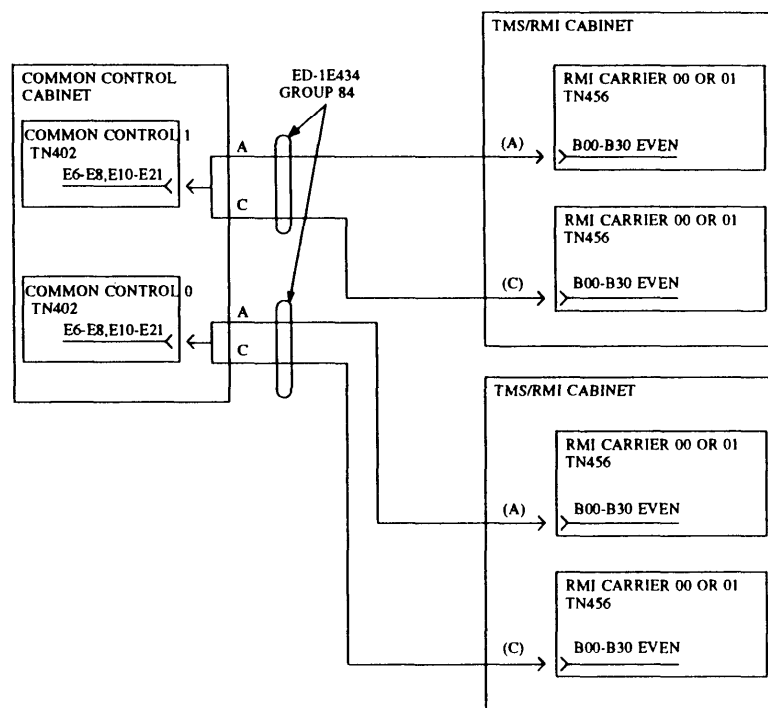 TMS/RMI CABINET
COMMON CONTROL
CABINET
ED-1E434
GROUP 84
RMI CARRIER 00 OR 01
TN456
B00-B30 EVEN
COMMON CONTROL 1
TN402
E6-E8,E10-E21
A
C
(A)
RMI CARRIER 00 OR 01
TN456
B00-B30 EVEN
(C)
COMMON CONTROL 0
TN402
E6-E8,E10-E21
A
C
TMS/RMI CABINET
RMI CARRIER 00 OR 01
TN456
B00-B30 EVEN
(A)
RMI CARRIER 00 OR 01
TN456
B00-B30 EVEN
(C)